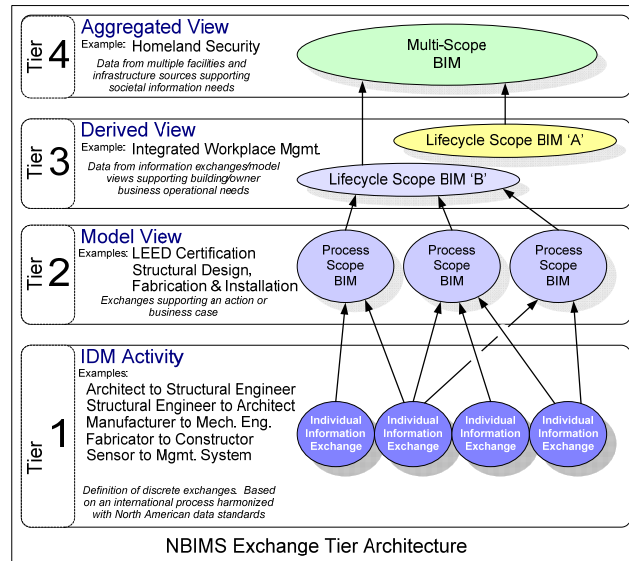 Tier 4
Aggregated View
Example: Homeland Security
Data from multiple facilities and
infrastructure sources supporting
societal information needs
Multi-Scope
BIM
Tier 3
Derived View
Example: Integrated Workplace Mgmt.
Data from information exchanges/model
views supporting building/owner
business operational needs
Lifecycle Scope BIM 'A'
Lifecycle Scope BIM 'B'
Tier 2
Model View
Examples: LEED Certification
Structural Design,
Fabrication & Installation
Exchanges supporting an action or
business case
Process
Scope
BIM
Process
Scope
BIM
Process
Scope
BIM
Tier 1
IDM Activity
Examples:
Architect to Structural Engineer
Structural Engineer to Architect
Manufacturer to Mech. Eng.
Fabricator to Constructor
Sensor to Mgmt. System
Definition of discrete exchanges. Based
on an international process harmonized
with North American data standards
Individual
Information
Exchange
Individual
Information
Exchange
Individual
Information
Exchange
Individual
Information
Exchange
NBIMS Exchange Tier Architecture